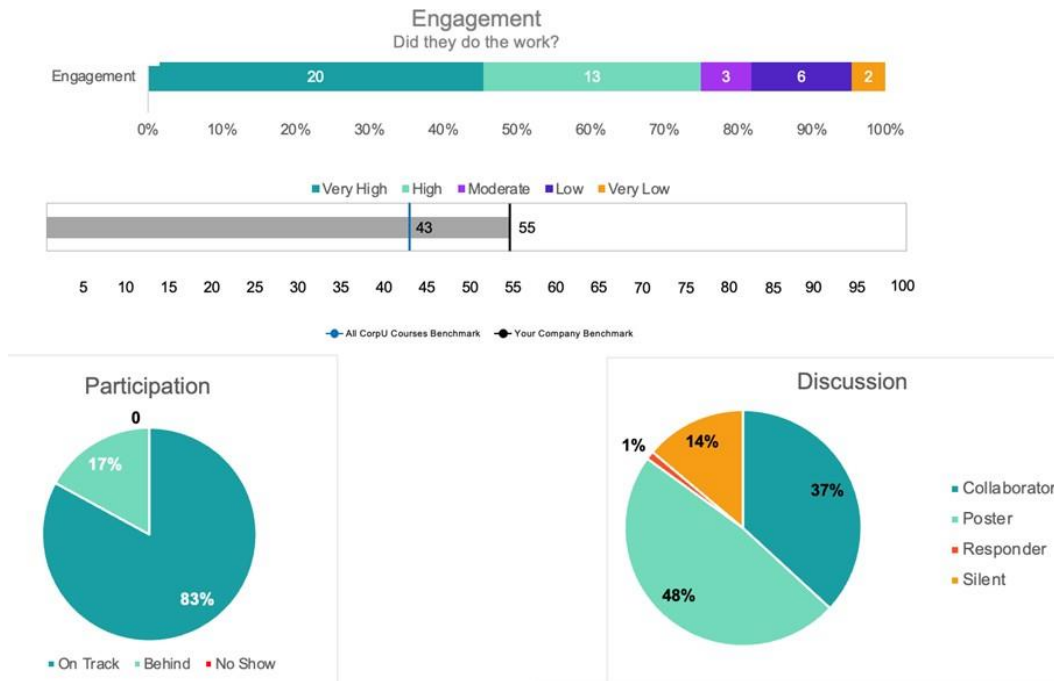 Engagement
Did they do the work?
Engagement 20 13 3 6 2
0% 10% 20% 30% 40% 50% 60% 70% 80% 90% 100%
Very High High Moderate Low Very Low
43 55
5 10 15 20 25 30 35 40 45 50 55 60 65 70 75 80 85 90 95 100
All CorpU Courses Benchmark Your Company Benchmark
Participation
0
17%
83%
On Track Behind No Show
Discussion
1% 14%
37%
48%
Collaborator
Poster
Responder
Silent